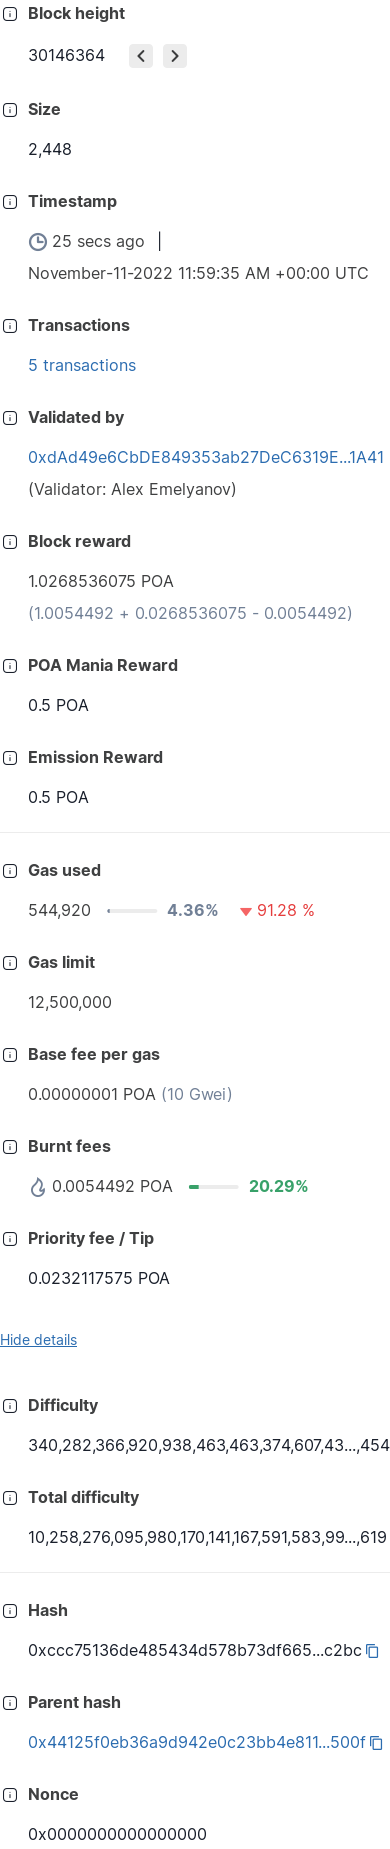 Block height
30146364
Size
2,448
Timestamp
25 secs ago |
November-11-2022 11:59:35 AM +00:00 UTC
Transactions
5 transactions
Validated by
0xdAd49e6CbDE849353ab27DeC6319E...1A41
(Validator: Alex Emelyanov)
Block reward
1.0268536075 POA
(1.0054492 + 0.0268536075 - 0.0054492)
POA Mania Reward
0.5 POA
Emission Reward
0.5 POA
Gas used
544,920 4.36% 91.28 %
Gas limit
12,500,000
Base fee per gas
0.00000001 POA (10 Gwei)
Burnt fees
0.0054492 POA 20.29%
Priority fee / Tip
0.0232117575 POA
Hide details
Difficulty
340,282,366,920,938,463,463,374,607,43...,454
Total difficulty
10,258,276,095,980,170,141,167,591,583,99...,619
Hash
0xccc75136de485434d578b73df665...c2bc
Parent hash
0x44125f0eb36a9d942e0c23bb4e811...500f
Nonce
0x0000000000000000